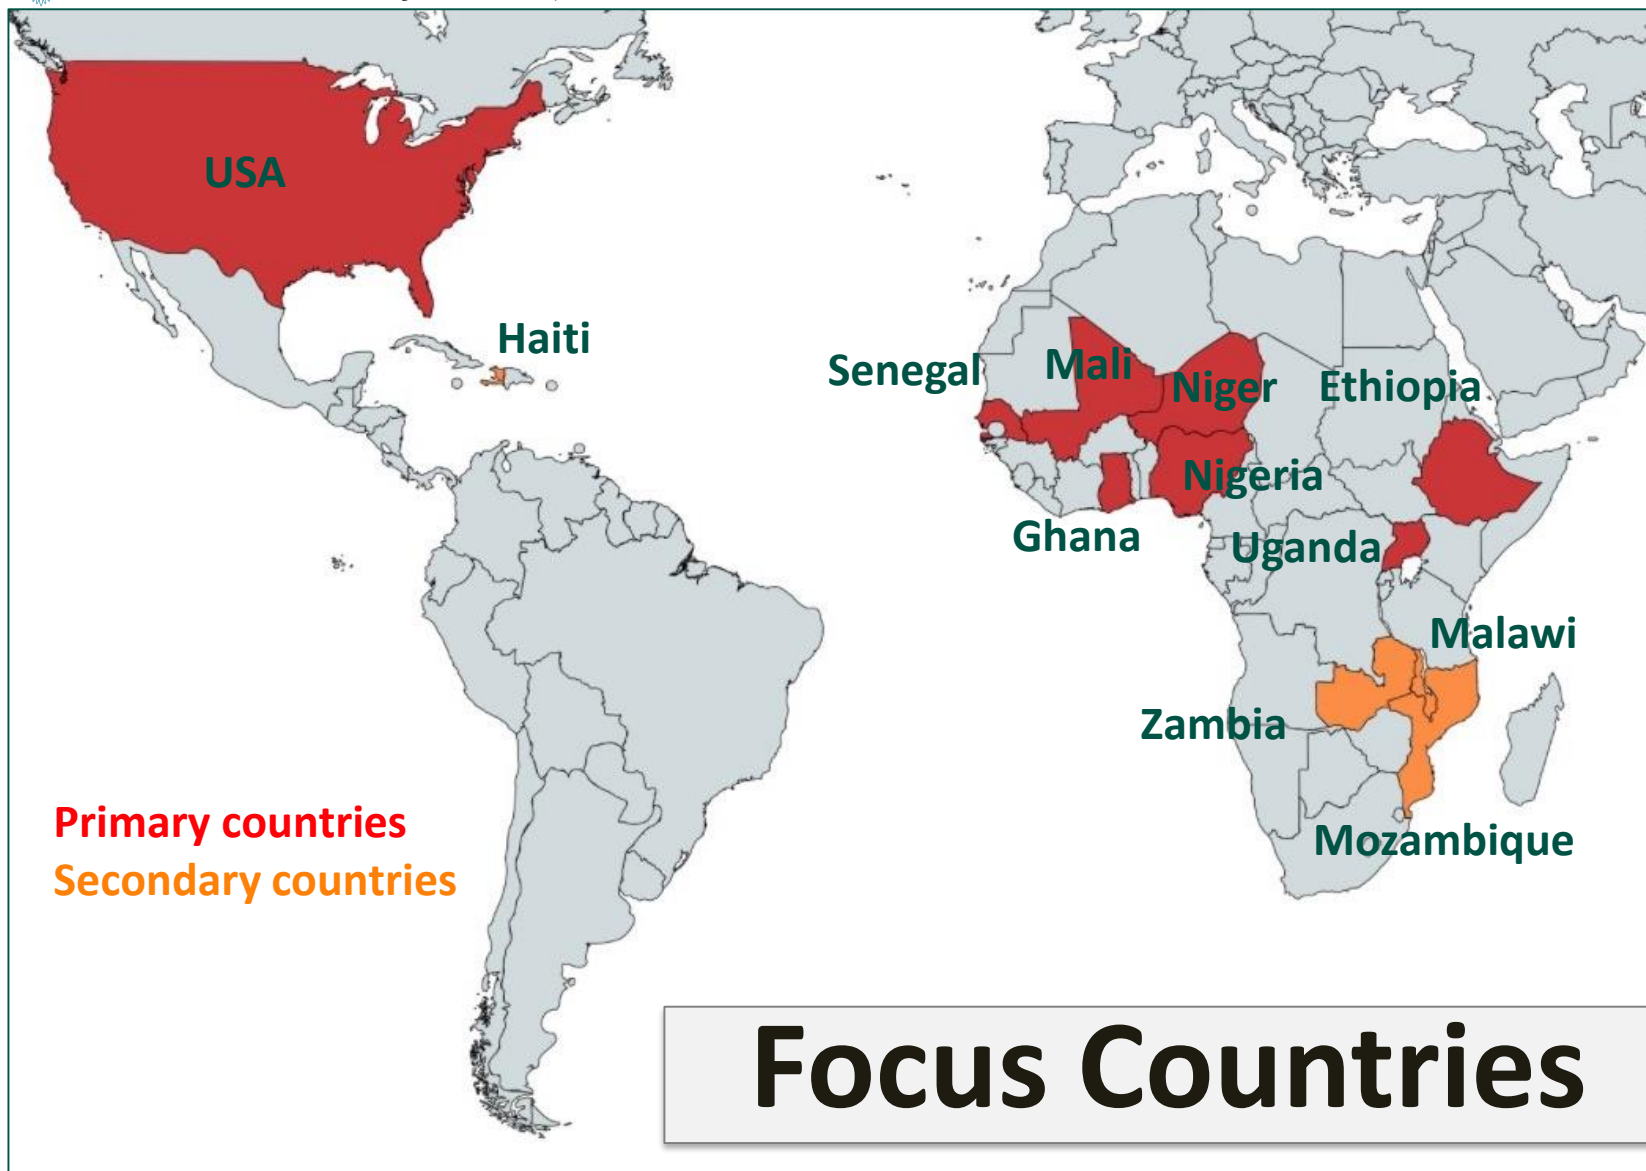 USA
Haiti
Senegal
Mali
Niger
Ethiopia
Nigeria
Ghana
Uganda
Malawi
Zambia
Mozambique
Primary countries
Secondary countries
Focus Countries